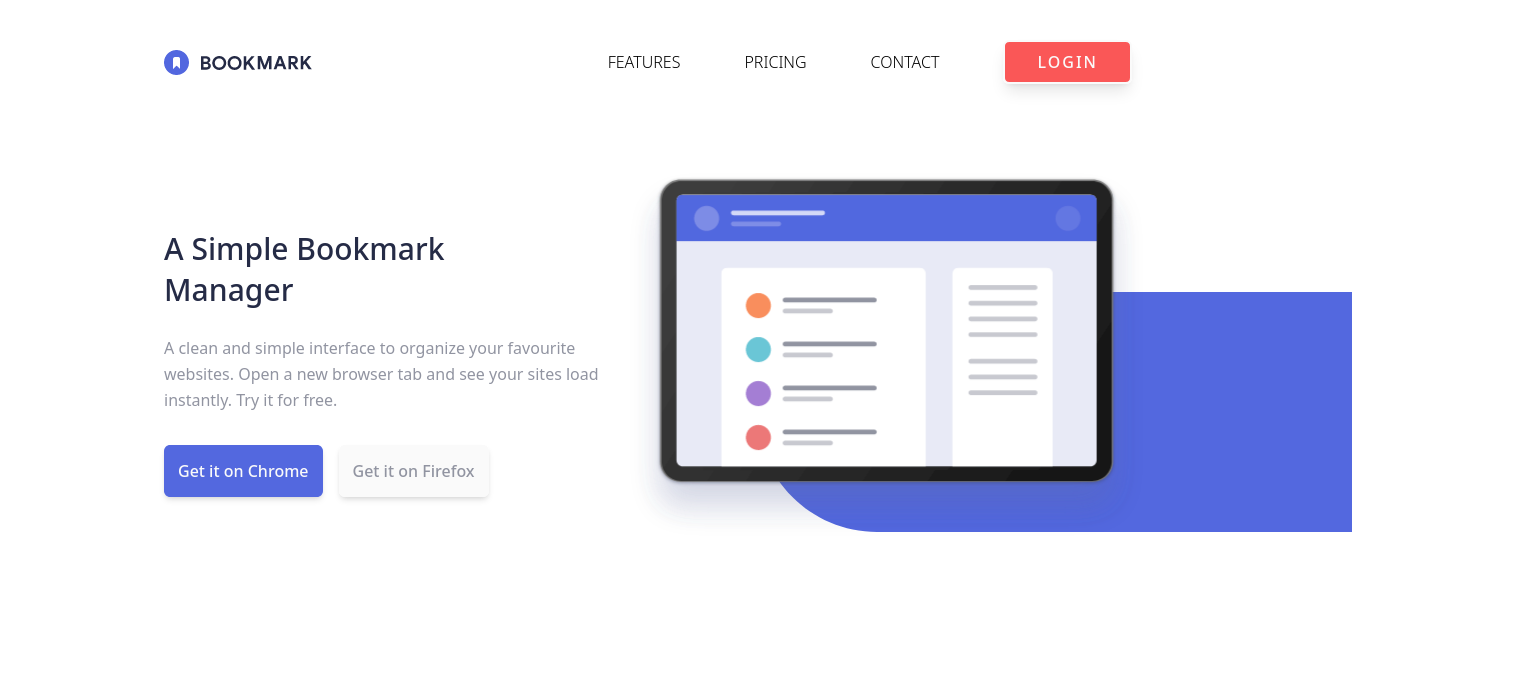 BOOKMARK
FEATURES
PRICING
CONTACT
LOGIN
A Simple Bookmark
Manager
A clean and simple interface to organize your favourite
websites. Open a new browser tab and see your sites load
instantly. Try it for free.
Get it on Chrome
Get it on Firefox